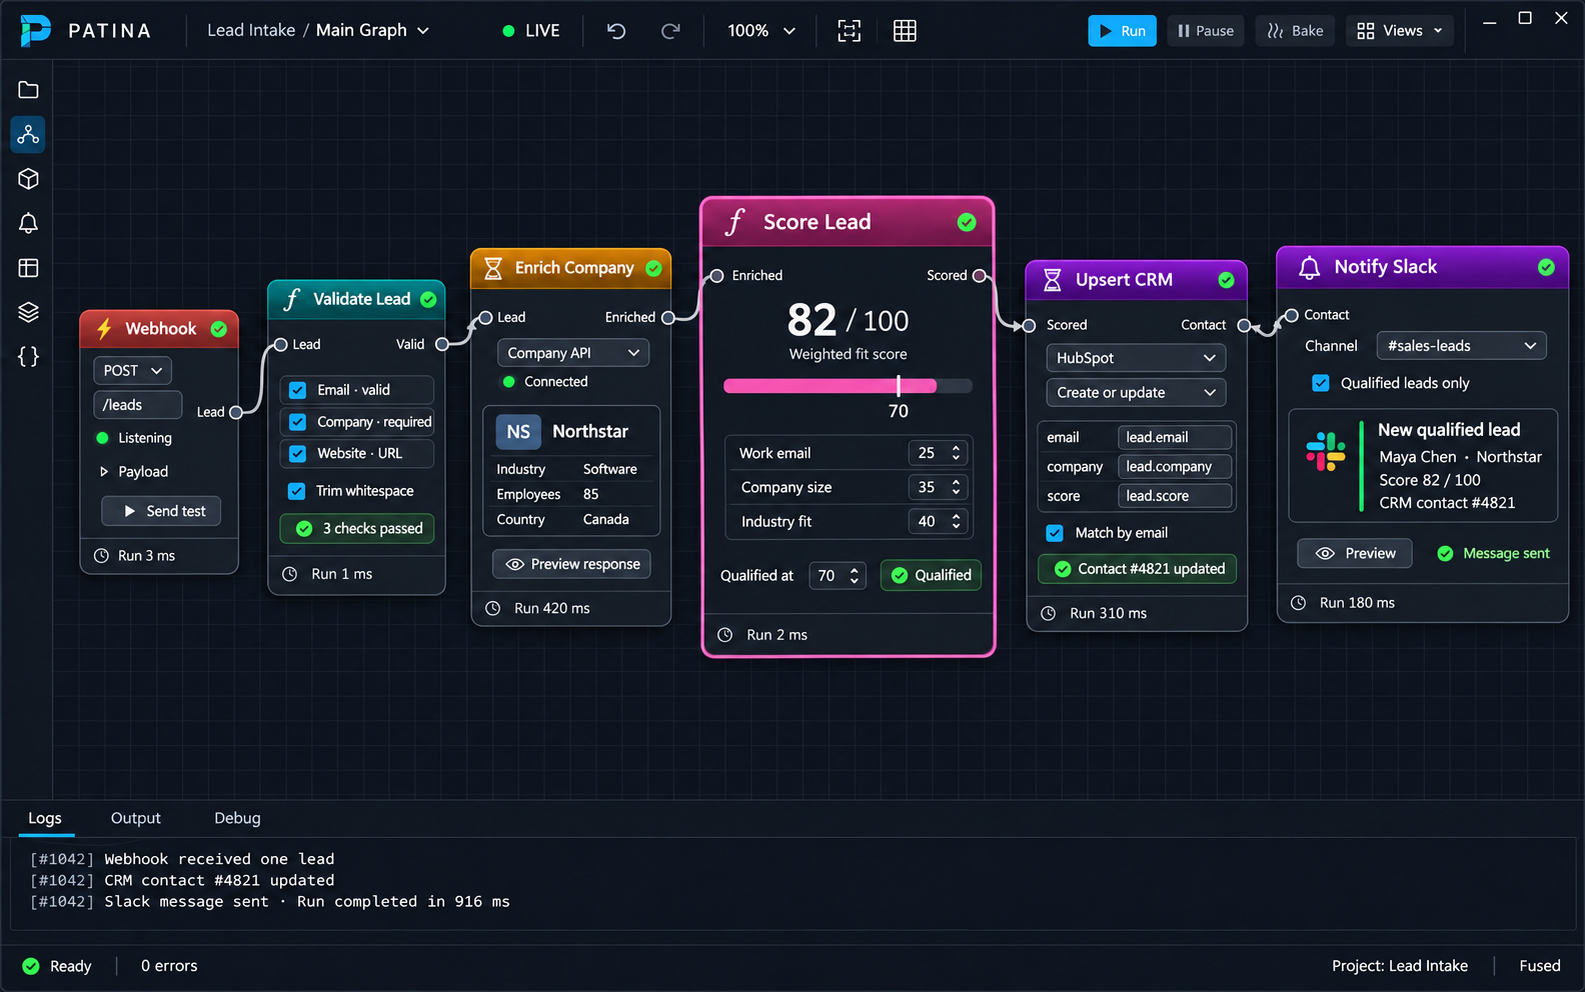 PATINA
Lead Intake / Main Graph
LIVE
100%
Run
Pause
Bake
Views
Webhook
POST
/leads
Lead
Listening
Payload
Send test
Run 3 ms
Validate Lead
Lead
Valid
Email · valid
Company · required
Website · URL
Trim whitespace
3 checks passed
Run 1 ms
Enrich Company
Lead
Enriched
Company API
Connected
NS
Northstar
Industry Software
Employees 85
Country Canada
Preview response
Run 420 ms
f Score Lead
Enriched
Scored
82 / 100
Weighted fit score
70
Work email 25
Company size 35
Industry fit 40
Qualified at 70
Qualified
Run 2 ms
Upsert CRM
Scored
Contact
HubSpot
Create or update
email lead.email
company lead.company
score lead.score
Match by email
Contact #4821 updated
Run 310 ms
Notify Slack
Contact
Channel #sales-leads
Qualified leads only
New qualified lead
Maya Chen • Northstar
Score 82 / 100
CRM contact #4821
Preview
Message sent
Run 180 ms
Logs
Output
Debug
[#1042] Webhook received one lead
[#1042] CRM contact #4821 updated
[#1042] Slack message sent · Run completed in 916 ms
Ready
0 errors
Project: Lead Intake
Fused